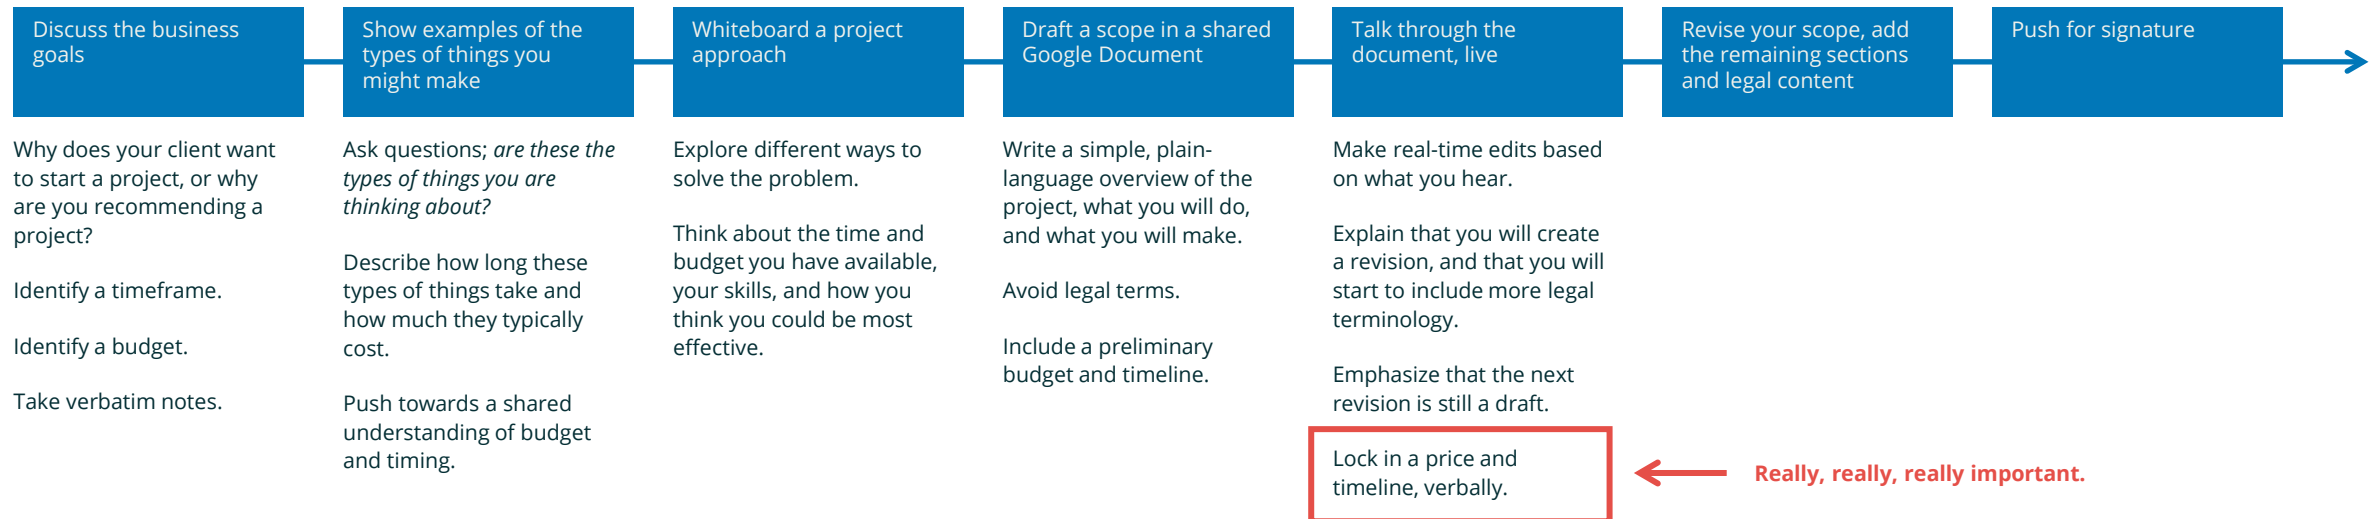 Discuss the business
goals
Show examples of the
types of things you
might make
Whiteboard a project
approach
Draft a scope in a shared
Google Document
Talk through the
document, live
Revise your scope, add
the remaining sections
and legal content
Push for signature
Why does your client want
to start a project, or why
are you recommending a
project?
Identify a timeframe.
Identify a budget.
Take verbatim notes.
Ask questions; are these the
types of things you are
thinking about?
Describe how long these
types of things take and
how much they typically
cost.
Push towards a shared
understanding of budget
and timing.
Explore different ways to
solve the problem.
Think about the time and
budget you have available,
your skills, and how you
think you could be most
effective.
Write a simple, plain-
language overview of the
project, what you will do,
and what you will make.
Avoid legal terms.
Include a preliminary
budget and timeline.
Make real-time edits based
on what you hear.
Explain that you will create
a revision, and that you will
start to include more legal
terminology.
Emphasize that the next
revision is still a draft.
Lock in a price and
timeline, verbally.
Really, really, really important.